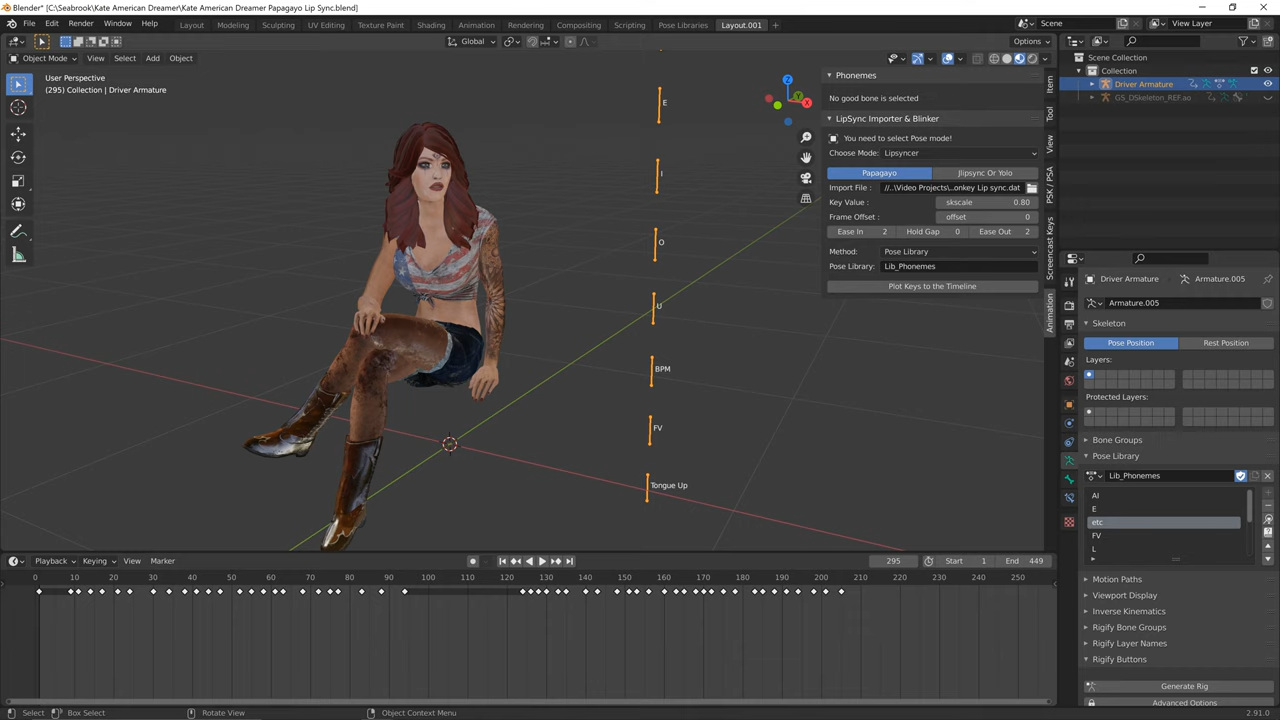 Blender* [C:\Seabrook\Kate American Dreamer\Kate American Dreamer Papagayo Lip Sync.blend]
File Edit Render Window Help Layout Modeling Sculpting UV Editing Texture Paint Shading Animation Rendering Compositing Scripting Pose Libraries Layout.001 + Scene View Layer
Global Options
Object Mode View Select Add Object
User Perspective
(295) Collection | Driver Armature
E
I
O
U
BPM
FV
Tongue Up
X
Y
Z
Phonemes
No good bone is selected
LipSync Importer & Blinker
You need to select Pose mode!
Choose Mode: Lipsyncer
Papagayo Jlipsync Or Yolo
Import File: //..\Video Projects\..onkey Lip sync.dat
Key Value: skscale 0.80
Frame Offset: offset 0
Ease In 2 Hold Gap 0 Ease Out 2
Method: Pose Library
Pose Library: Lib_Phonemes
Plot Keys to the Timeline
Item
Tool
View
PSK / PSA
Screencast Keys
Animation
Scene Collection
Collection
Driver Armature
GS_DSkeleton_REF.ao
Driver Armature Armature.005
Armature.005
Skeleton
Pose Position Rest Position
Layers:
Protected Layers:
Bone Groups
Pose Library
Lib_Phonemes
AI
E
etc
FV
L
Motion Paths
Viewport Display
Inverse Kinematics
Rigify Bone Groups
Rigify Layer Names
Rigify Buttons
Generate Rig
Advanced Options
Playback Keying View Marker 295 Start 1 End 449
0 10 20 30 40 50 60 70 80 90 100 110 120 130 140 150 160 170 180 190 200 210 220 230 240 250
Select Box Select Rotate View Object Context Menu 2.91.0